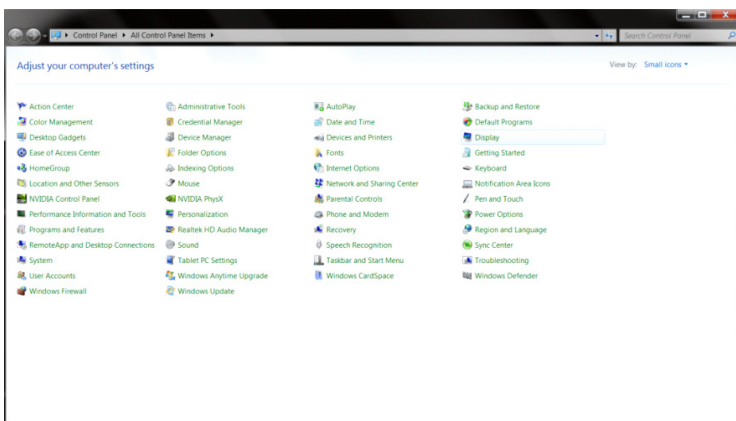 Control Panel ▸ All Control Panel Items ▸
Search Control Panel
Adjust your computer's settings
View by: Small icons
Action Center
Administrative Tools
AutoPlay
Backup and Restore
Color Management
Credential Manager
Date and Time
Default Programs
Desktop Gadgets
Device Manager
Devices and Printers
Display
Ease of Access Center
Folder Options
Fonts
Getting Started
HomeGroup
Indexing Options
Internet Options
Keyboard
Location and Other Sensors
Mouse
Network and Sharing Center
Notification Area Icons
NVIDIA Control Panel
NVIDIA PhysX
Parental Controls
Pen and Touch
Performance Information and Tools
Personalization
Phone and Modem
Power Options
Programs and Features
Realtek HD Audio Manager
Recovery
Region and Language
RemoteApp and Desktop Connections
Sound
Speech Recognition
Sync Center
System
Tablet PC Settings
Taskbar and Start Menu
Troubleshooting
User Accounts
Windows Anytime Upgrade
Windows CardSpace
Windows Defender
Windows Firewall
Windows Update